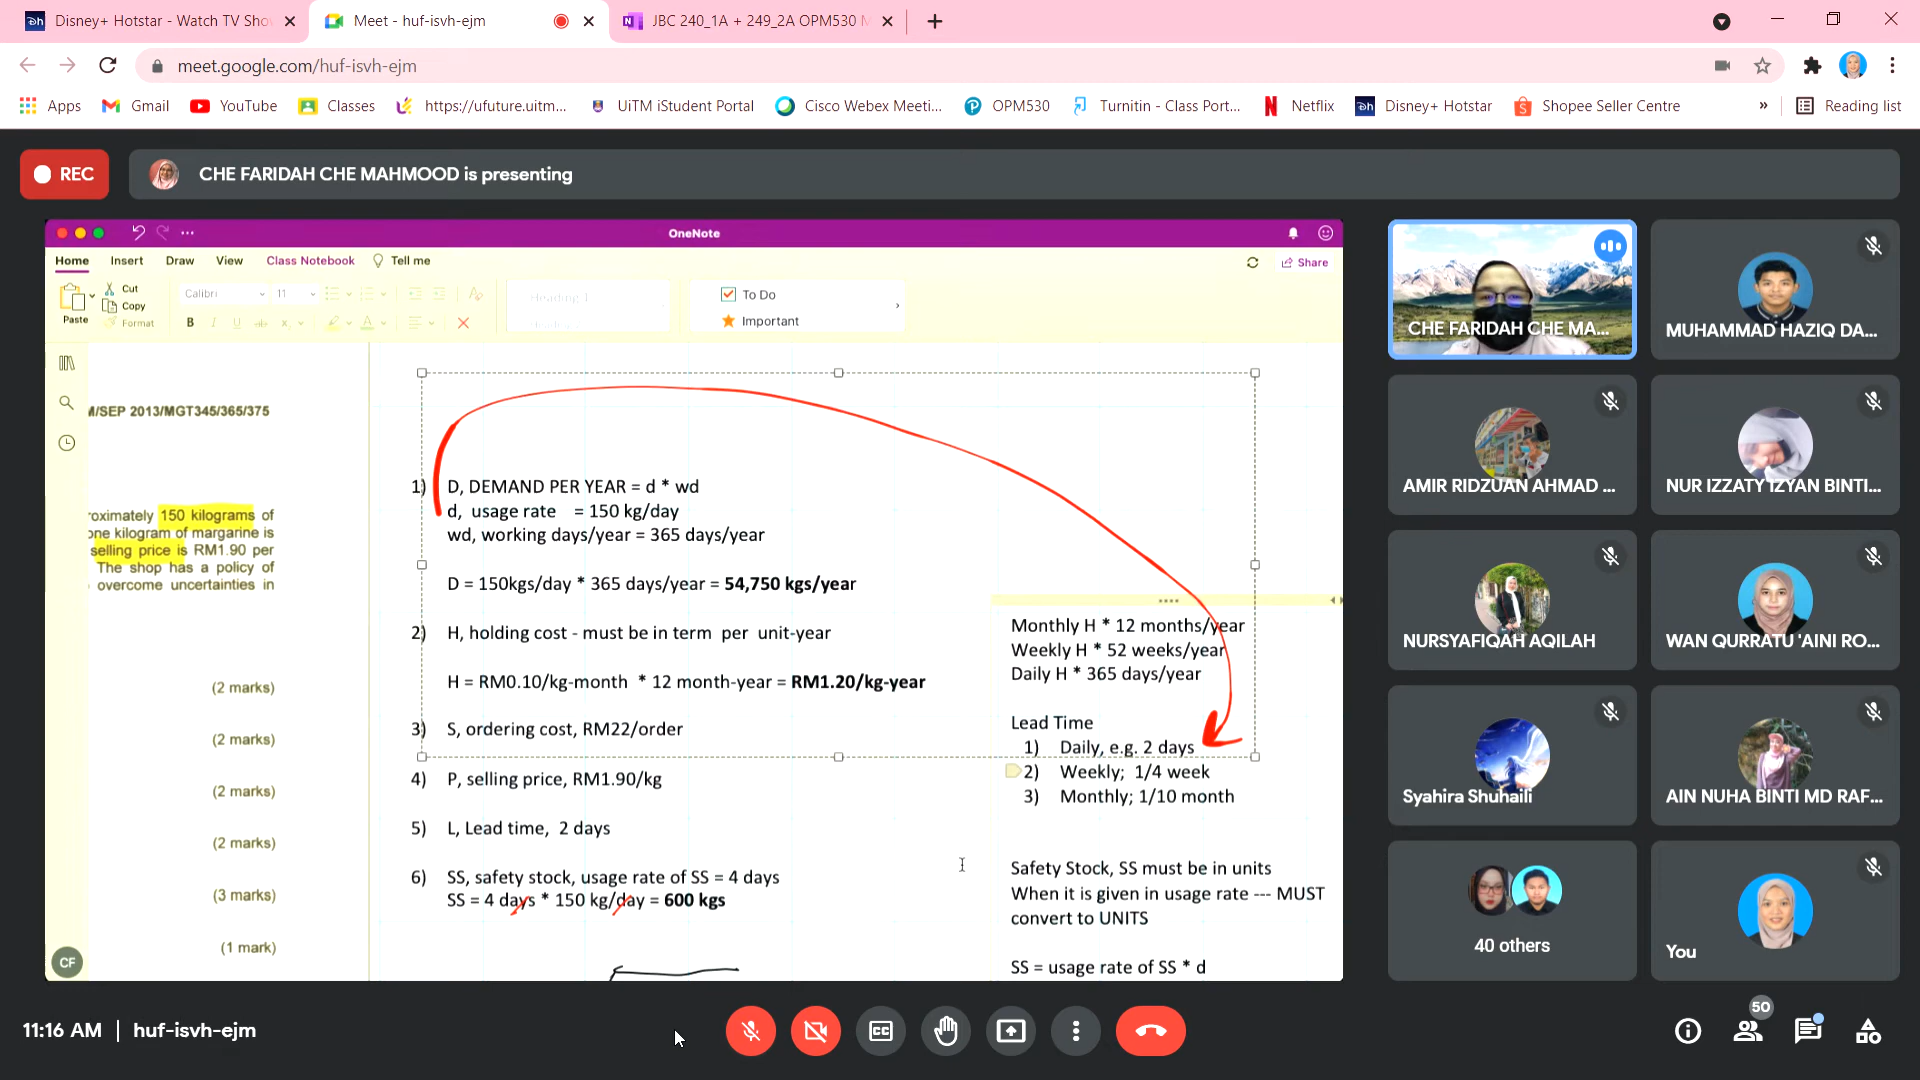 Disney+ Hotstar - Watch TV Sho
Meet - huf-isvh-ejm
JBC 240_1A + 249_2A OPM530 M
meet.google.com/huf-isvh-ejm
Apps
Gmail
YouTube
Classes
https://ufuture.uitm...
UiTM iStudent Portal
Cisco Webex Meeti...
OPM530
Turnitin - Class Port...
Netflix
Disney+ Hotstar
Shopee Seller Centre
»
Reading list
REC
CHE FARIDAH CHE MAHMOOD is presenting
OneNote
Home
Insert
Draw
View
Class Notebook
Tell me
Share
Paste
Cut
Copy
Format
Calibri
11
Heading 1
To Do
Important
M/SEP 2013/MGT345/365/375
roximately 150 kilograms of
one kilogram of margarine is
selling price is RM1.90 per
The shop has a policy of
overcome uncertainties in
(2 marks)
(2 marks)
(2 marks)
(2 marks)
(3 marks)
(1 mark)
CF
1) D, DEMAND PER YEAR = d * wd
d, usage rate = 150 kg/day
wd, working days/year = 365 days/year
D = 150kgs/day * 365 days/year = 54,750 kgs/year
2) H, holding cost - must be in term per unit-year
H = RM0.10/kg-month * 12 month-year = RM1.20/kg-year
3) S, ordering cost, RM22/order
4) P, selling price, RM1.90/kg
5) L, Lead time, 2 days
6) SS, safety stock, usage rate of SS = 4 days
SS = 4 days * 150 kg/day = 600 kgs
Monthly H * 12 months/year
Weekly H * 52 weeks/year
Daily H * 365 days/year
Lead Time
1) Daily, e.g. 2 days
2) Weekly; 1/4 week
3) Monthly; 1/10 month
Safety Stock, SS must be in units
When it is given in usage rate --- MUST
convert to UNITS
SS = usage rate of SS * d
CHE FARIDAH CHE MA...
MUHAMMAD HAZIQ DA...
AMIR RIDZUAN AHMAD ...
NUR IZZATY IZYAN BINTI...
NURSYAFIQAH AQILAH
WAN QURRATU 'AINI RO...
Syahira Shuhaili
AIN NUHA BINTI MD RAF...
40 others
You
11:16 AM | huf-isvh-ejm
50